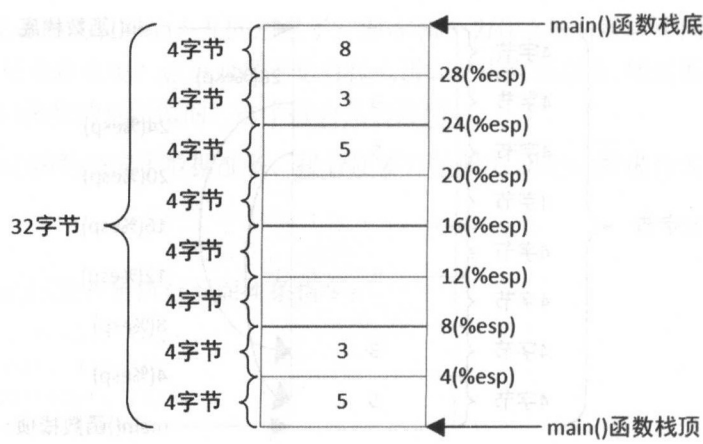 main()函数栈底
4字节
8
28(%esp)
4字节
3
24(%esp)
4字节
5
20(%esp)
4字节
16(%esp)
32字节
4字节
12(%esp)
4字节
8(%esp)
4字节
3
4(%esp)
4字节
5
main()函数栈顶